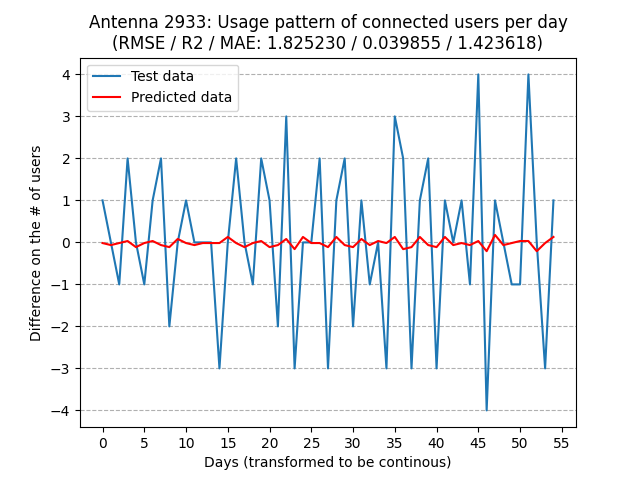 Antenna 2933: Usage pattern of connected users per day
(RMSE / R2 / MAE: 1.825230 / 0.039855 / 1.423618)
Test data
Predicted data
Difference on the # of users
4
3
2
1
0
−1
−2
−3
−4
0 5 10 15 20 25 30 35 40 45 50 55
Days (transformed to be continous)